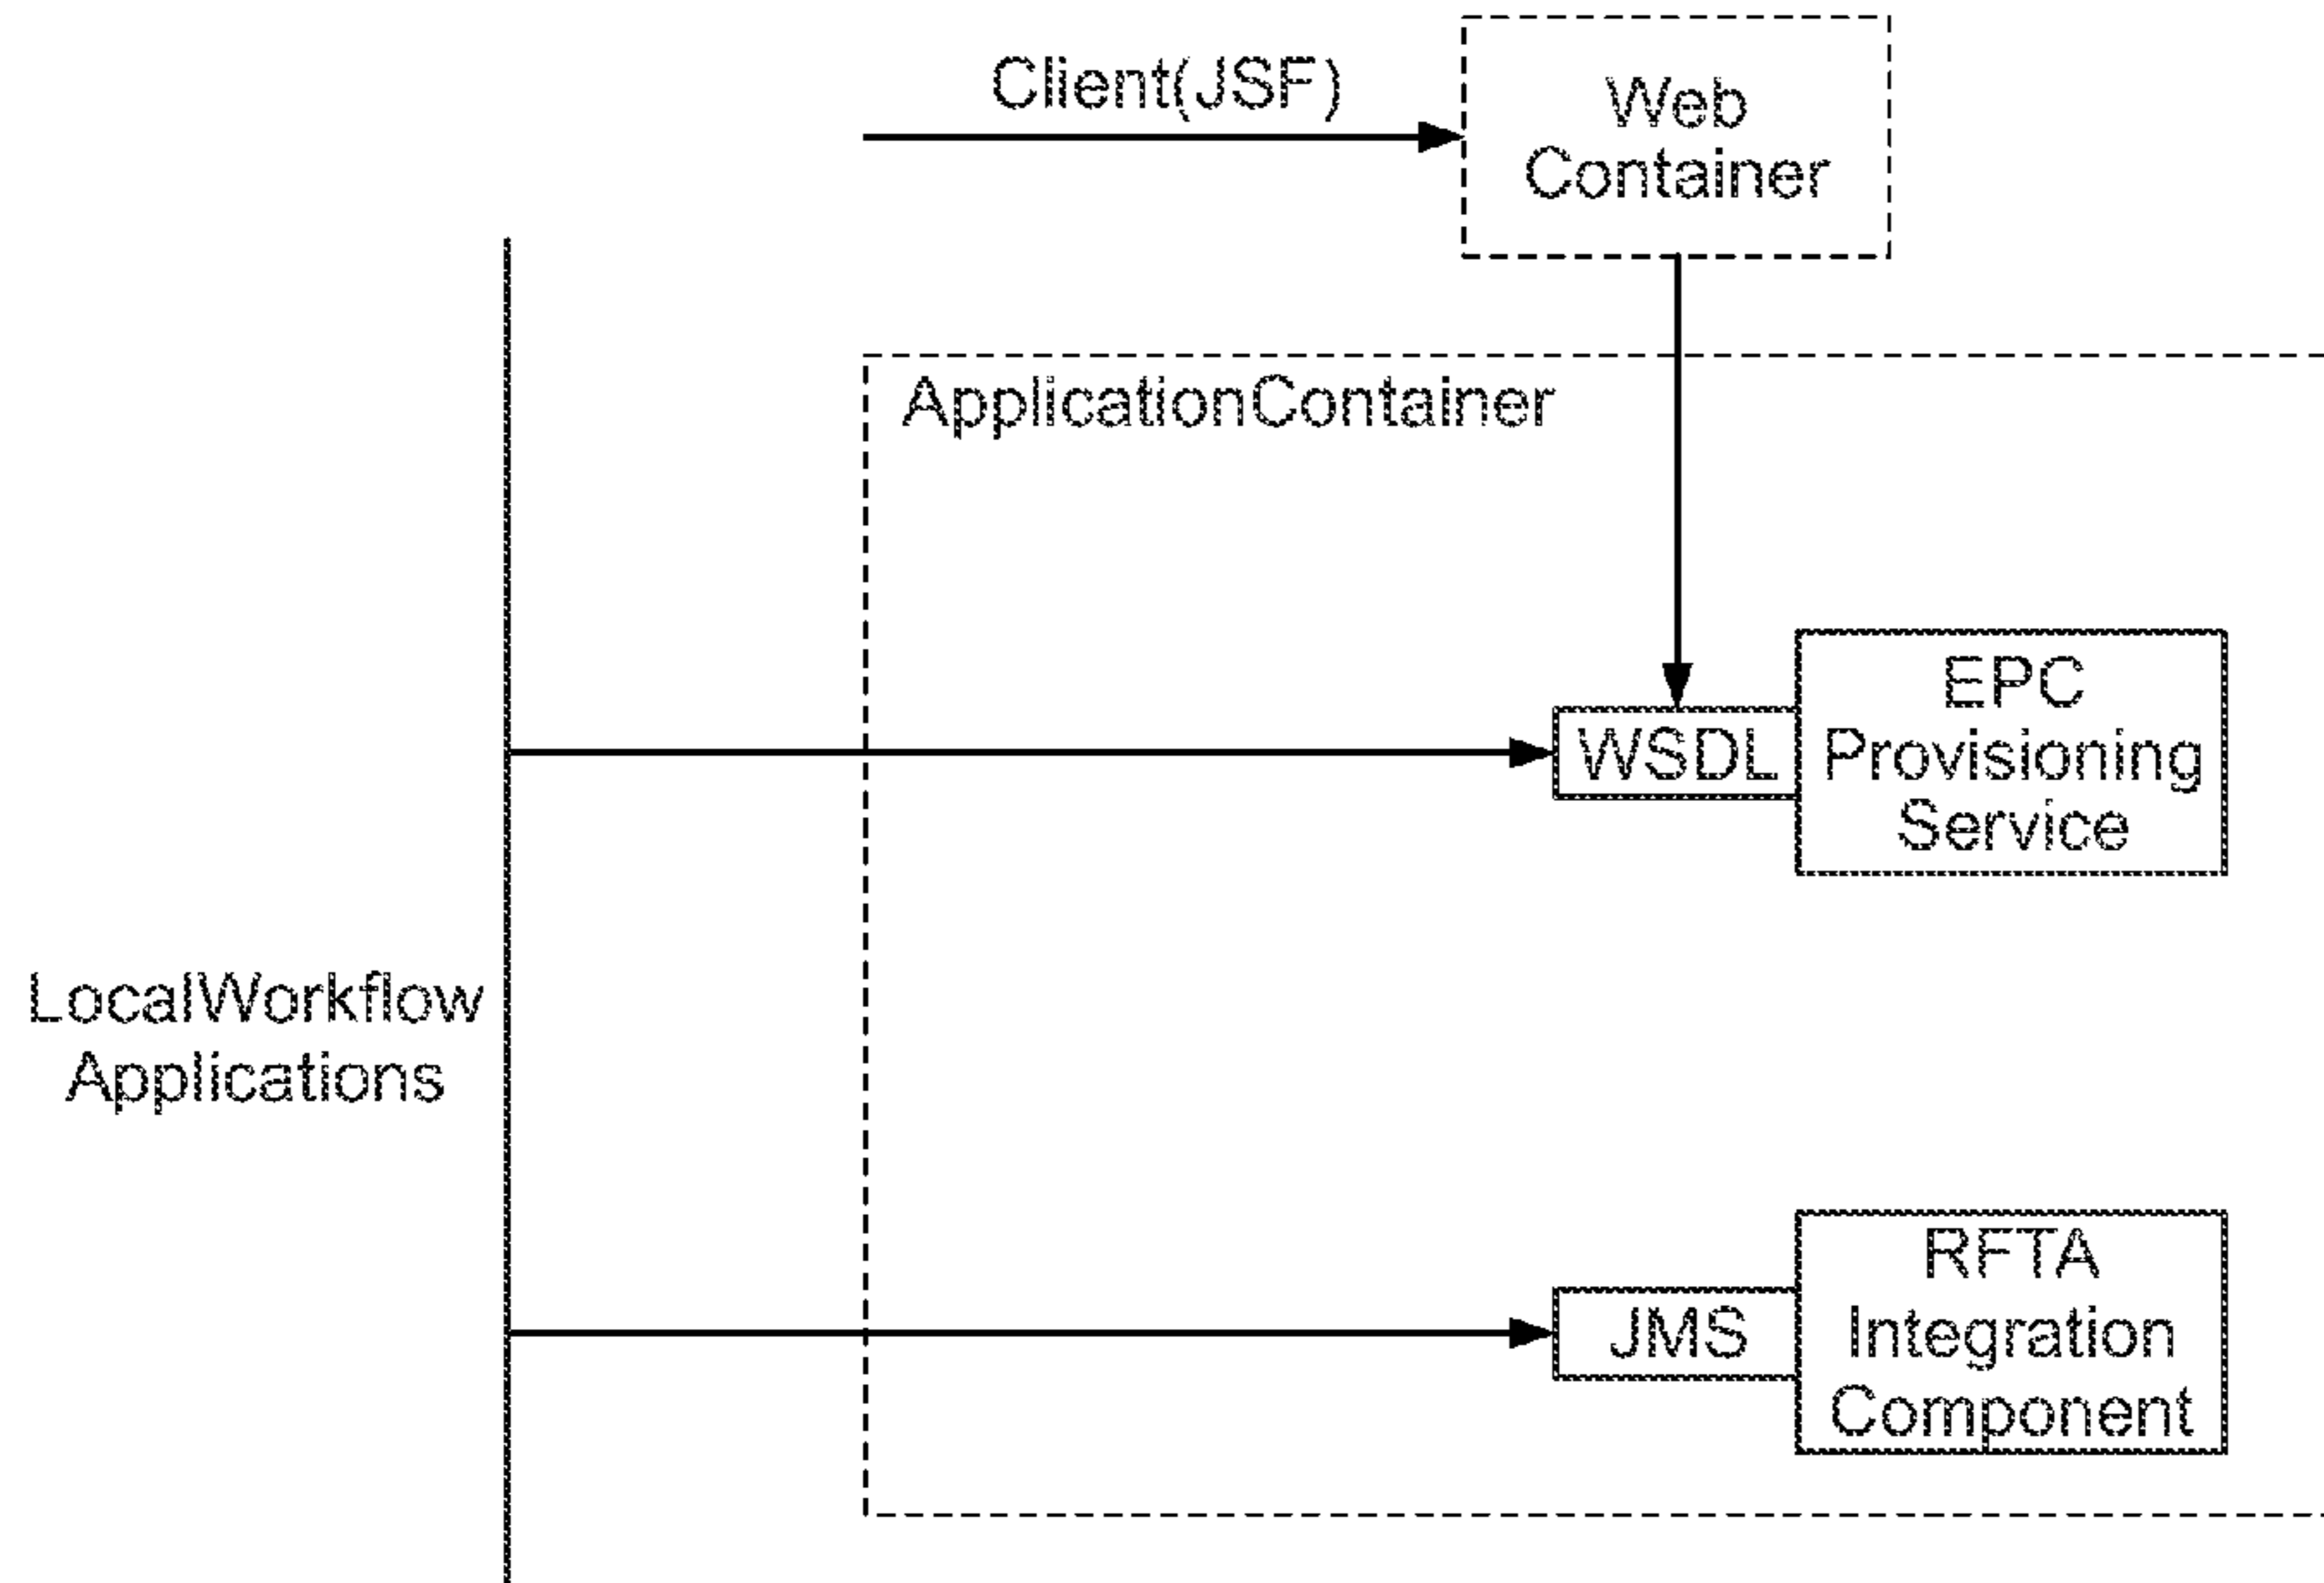 Client(JSF)
Web
Container
ApplicationContainer
WSDL
EPC
Provisioning
Service
LocalWorkflow
Applications
JMS
RFTA
Integration
Component